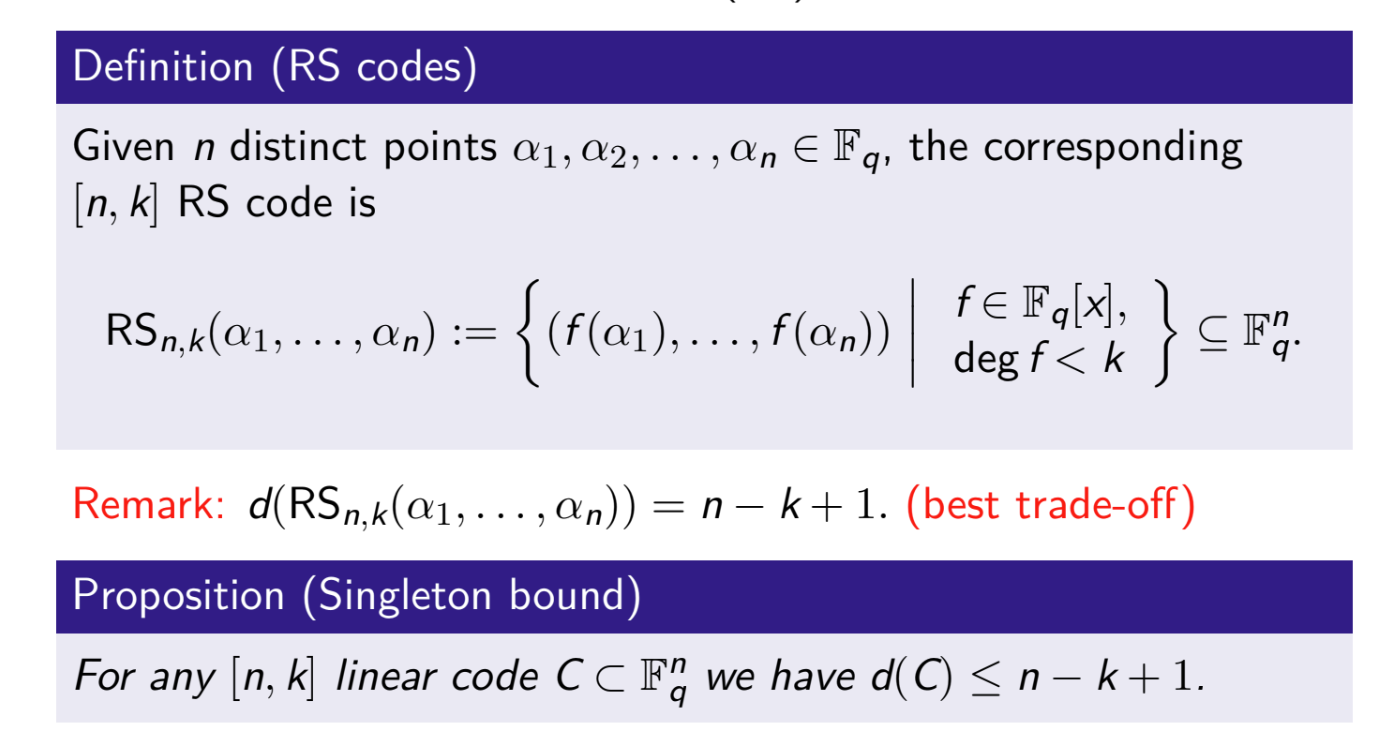 Definition (RS codes)
Given n distinct points α₁, α₂, . . . , αₙ ∈ 𝔽_q, the corresponding
[n, k] RS code is
RS_{n,k}(α₁, . . . , αₙ) := { (f(α₁), . . . , f(αₙ)) | f ∈ 𝔽_q[x], deg f < k } ⊆ 𝔽_q^n.
Remark: d(RS_{n,k}(α₁, . . . , αₙ)) = n − k + 1. (best trade-off)
Proposition (Singleton bound)
For any [n, k] linear code C ⊂ 𝔽_q^n we have d(C) ≤ n − k + 1.